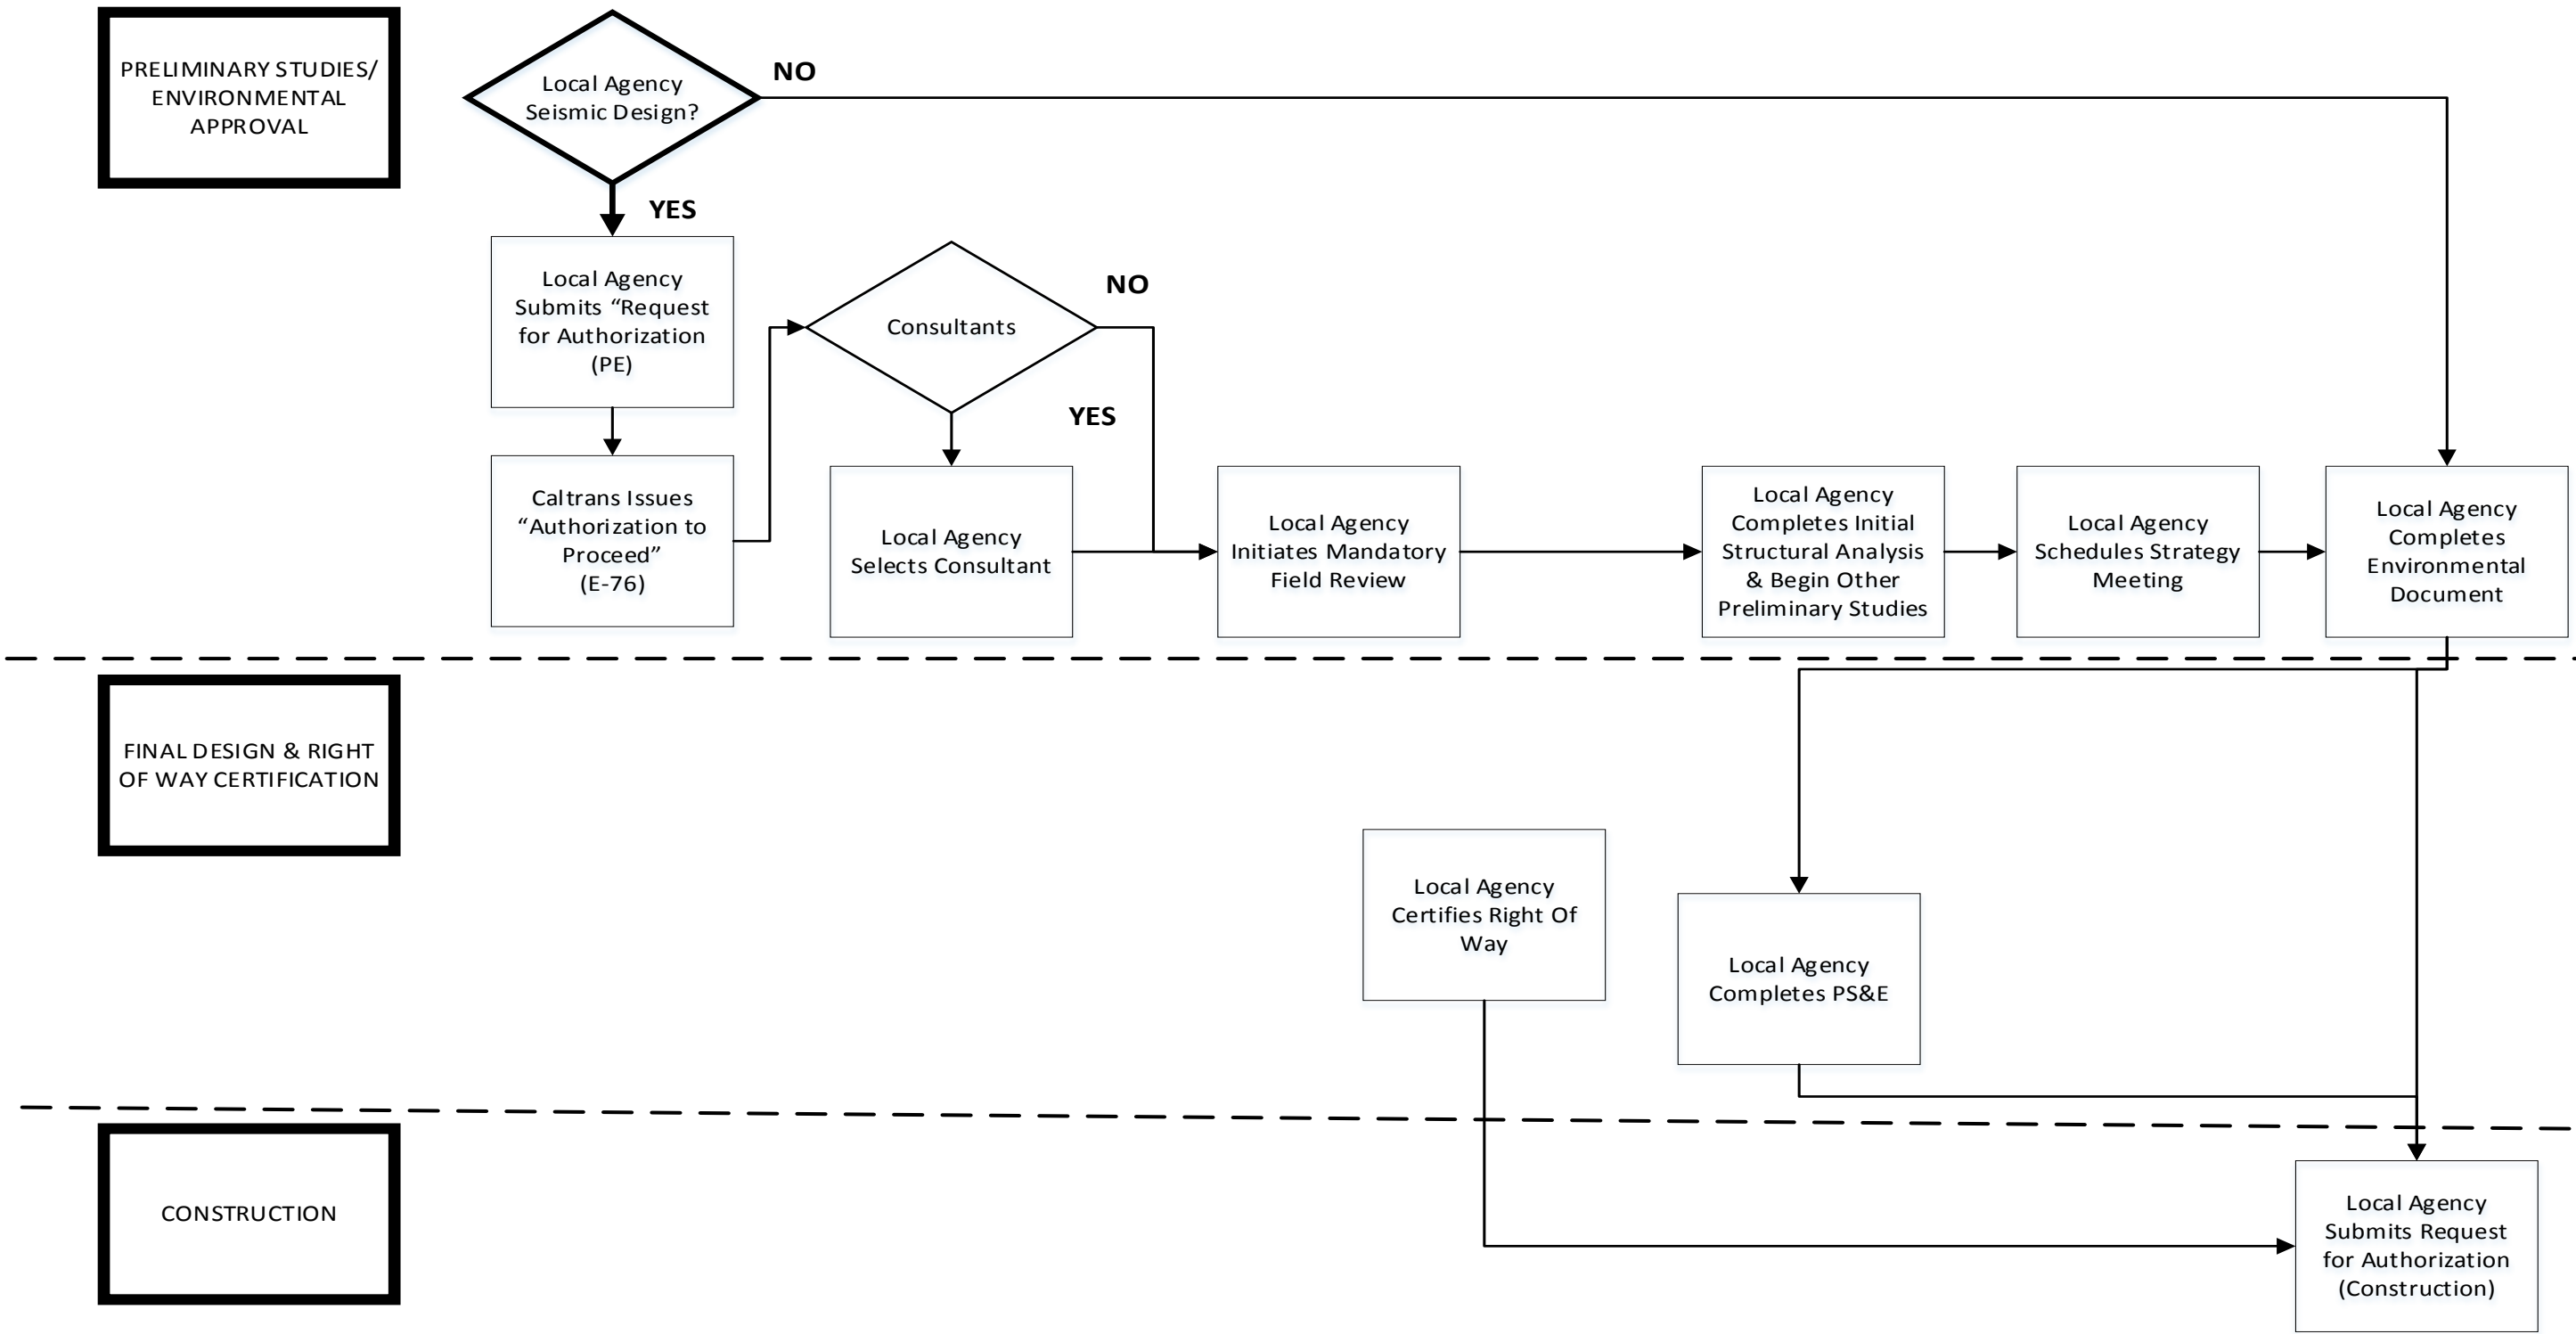 PRELIMINARY STUDIES/
ENVIRONMENTAL
APPROVAL
Local Agency
Seismic Design?
NO
YES
Local Agency
Submits “Request
for Authorization
(PE)
Caltrans Issues
“Authorization to
Proceed”
(E-76)
Consultants
NO
YES
Local Agency
Selects Consultant
Local Agency
Initiates Mandatory
Field Review
Local Agency
Completes Initial
Structural Analysis
& Begin Other
Preliminary Studies
Local Agency
Schedules Strategy
Meeting
Local Agency
Completes
Environmental
Document
FINAL DESIGN & RIGHT
OF WAY CERTIFICATION
Local Agency
Certifies Right Of
Way
Local Agency
Completes PS&E
CONSTRUCTION
Local Agency
Submits Request
for Authorization
(Construction)